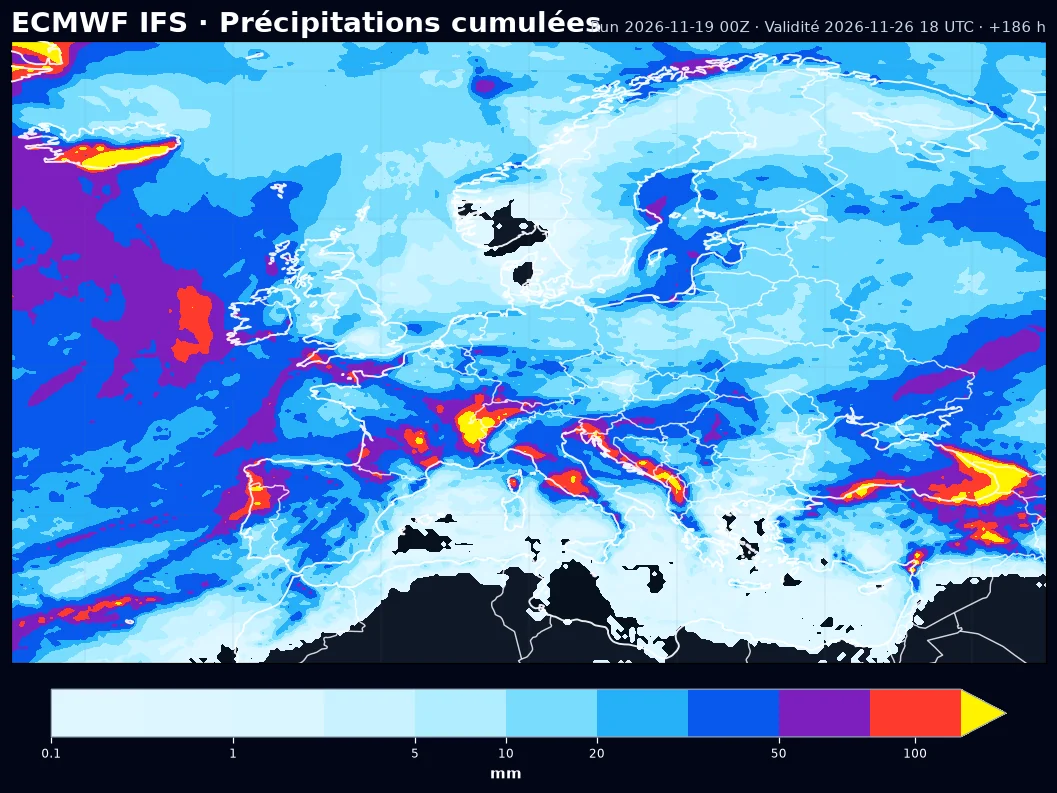 ECMWF IFS · Précipitations cumulées
Run 2026-11-19 00Z · Validité 2026-11-26 18 UTC · +186 h
0.1 1 5 10 20 50 100
mm